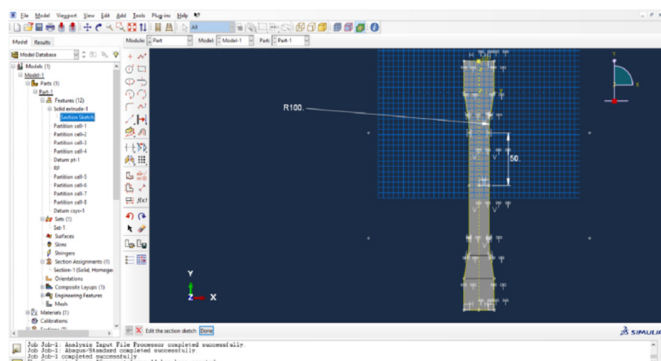 File Model Viewport View Edit Add Tools Plug-ins Help
All
Model Results
Module: Part Model: Model-1 Part: Part-1
Model Database
Models (1)
Model-1
Parts (1)
Part-1
Features (12)
Solid extrude-1
Section Sketch
Partition cell-1
Partition cell-2
Partition cell-3
Partition cell-4
Datum pt-1
RP
Partition cell-5
Partition cell-6
Partition cell-7
Partition cell-8
Datum csys-1
Sets (1)
Set-1
Surfaces
Skins
Stringers
Section Assignments (1)
Section-1 (Solid, Homogen
Orientations
Composite Layups (1)
Engineering Features
Mesh
Materials (1)
Calibrations
R100.
50.
Y
Z X
Edit the section sketch Done
SIMULIA
Job Job-1: Analysis Input File Processor completed successfully.
Job Job-1: Abaqus/Standard completed successfully.
Job Job-1 completed successfully.